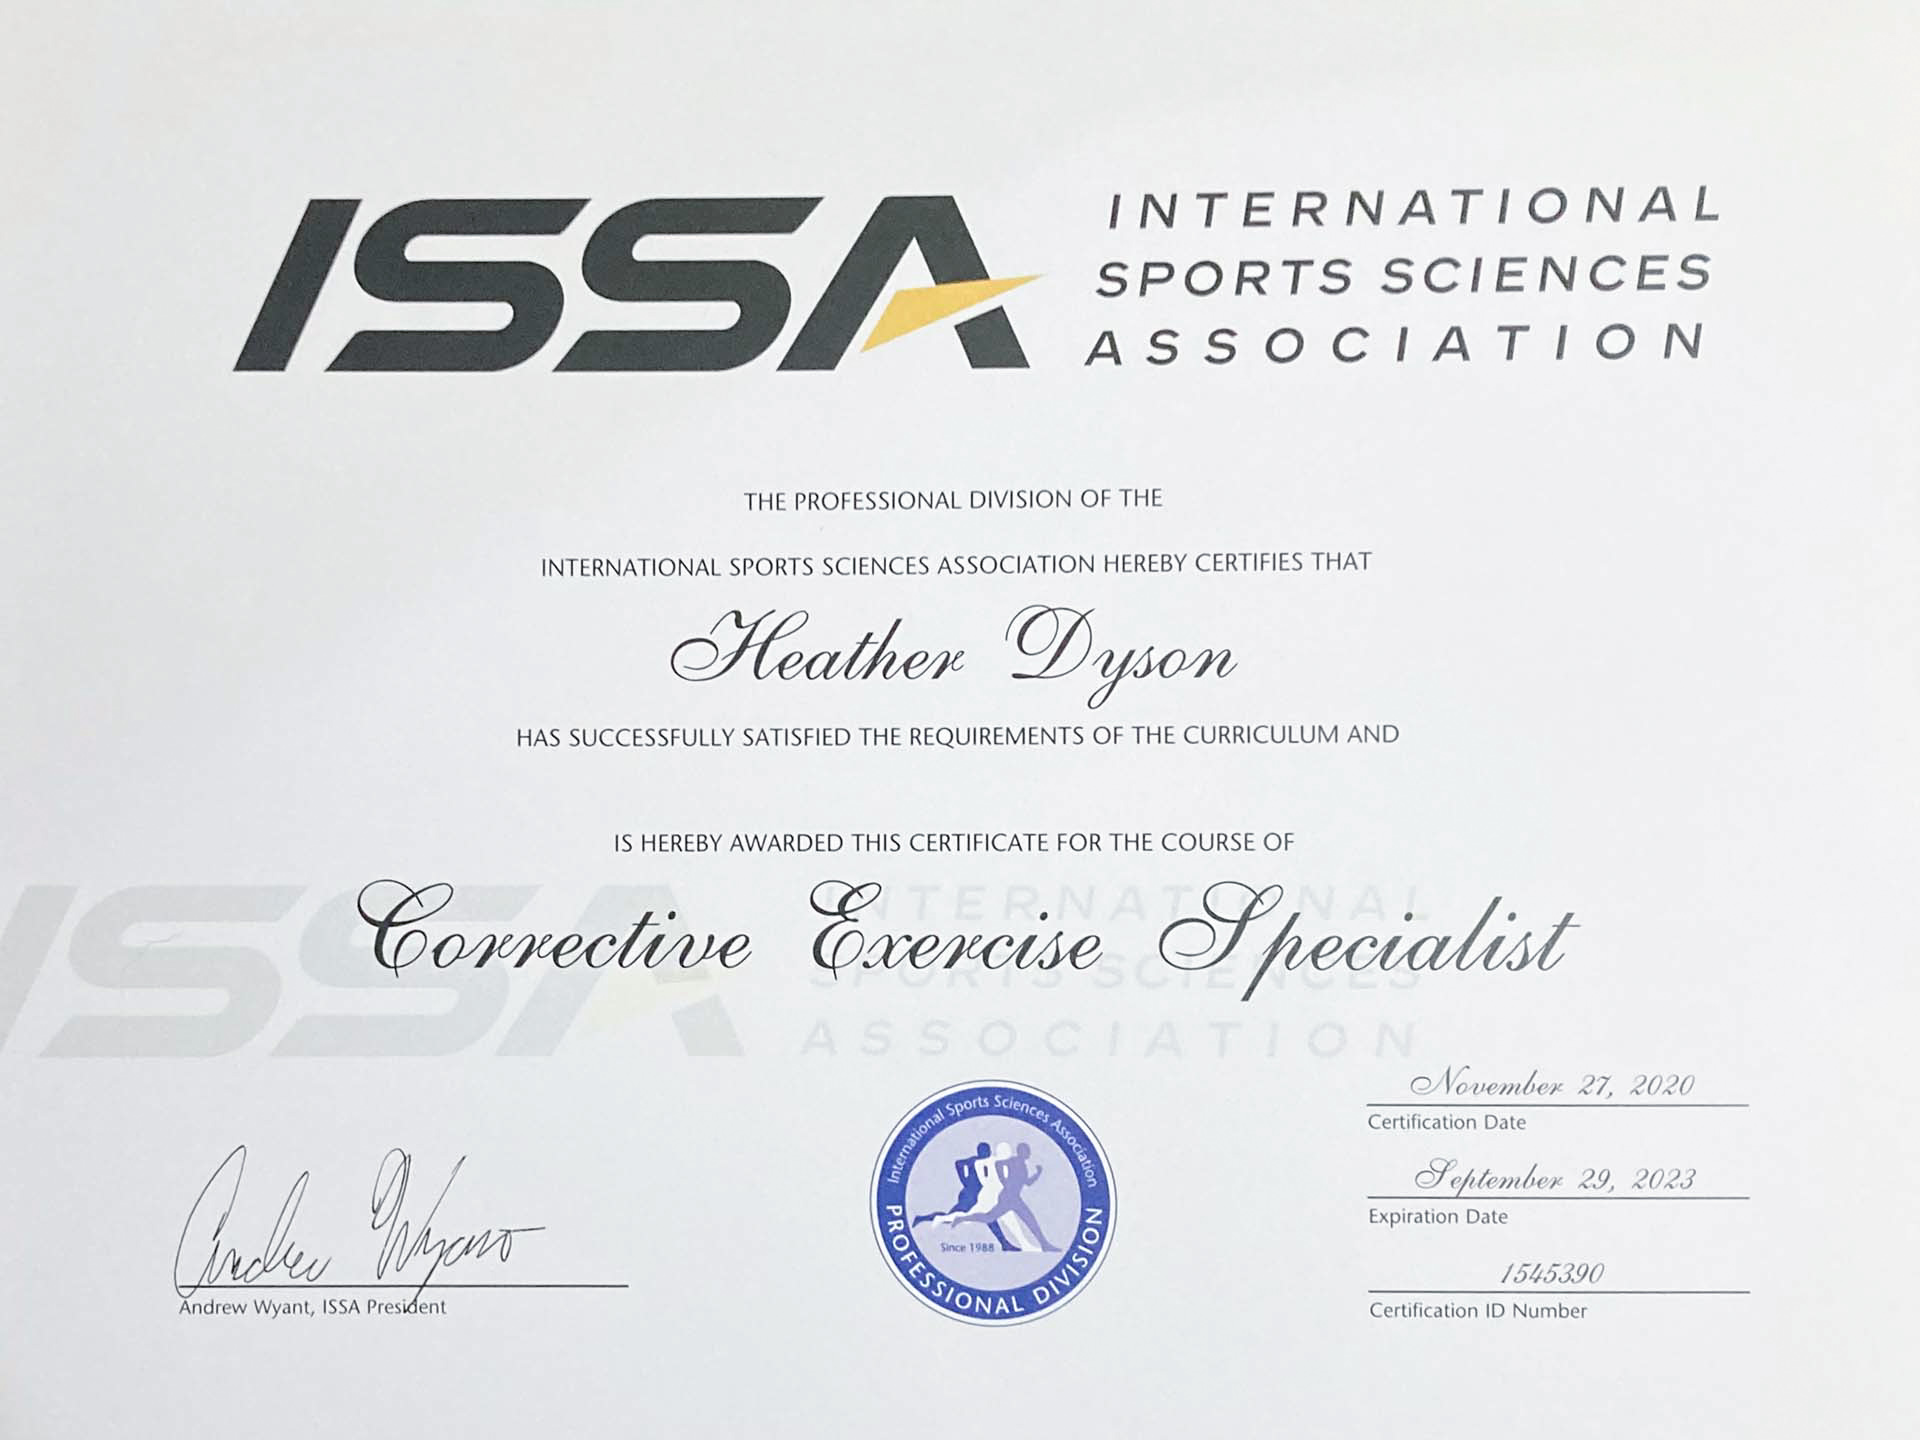 ISSA
INTERNATIONAL
SPORTS SCIENCES
ASSOCIATION
THE PROFESSIONAL DIVISION OF THE
INTERNATIONAL SPORTS SCIENCES ASSOCIATION HEREBY CERTIFIES THAT
Heather Dyson
HAS SUCCESSFULLY SATISFIED THE REQUIREMENTS OF THE CURRICULUM AND
IS HEREBY AWARDED THIS CERTIFICATE FOR THE COURSE OF
Corrective Exercise Specialist
ISSA
INTERNATIONAL
SPORTS SCIENCES
ASSOCIATION
Andrew Wyant
Andrew Wyant, ISSA President
International Sports Sciences Association
Since 1988
PROFESSIONAL DIVISION
November 27, 2020
Certification Date
September 29, 2023
Expiration Date
1545390
Certification ID Number